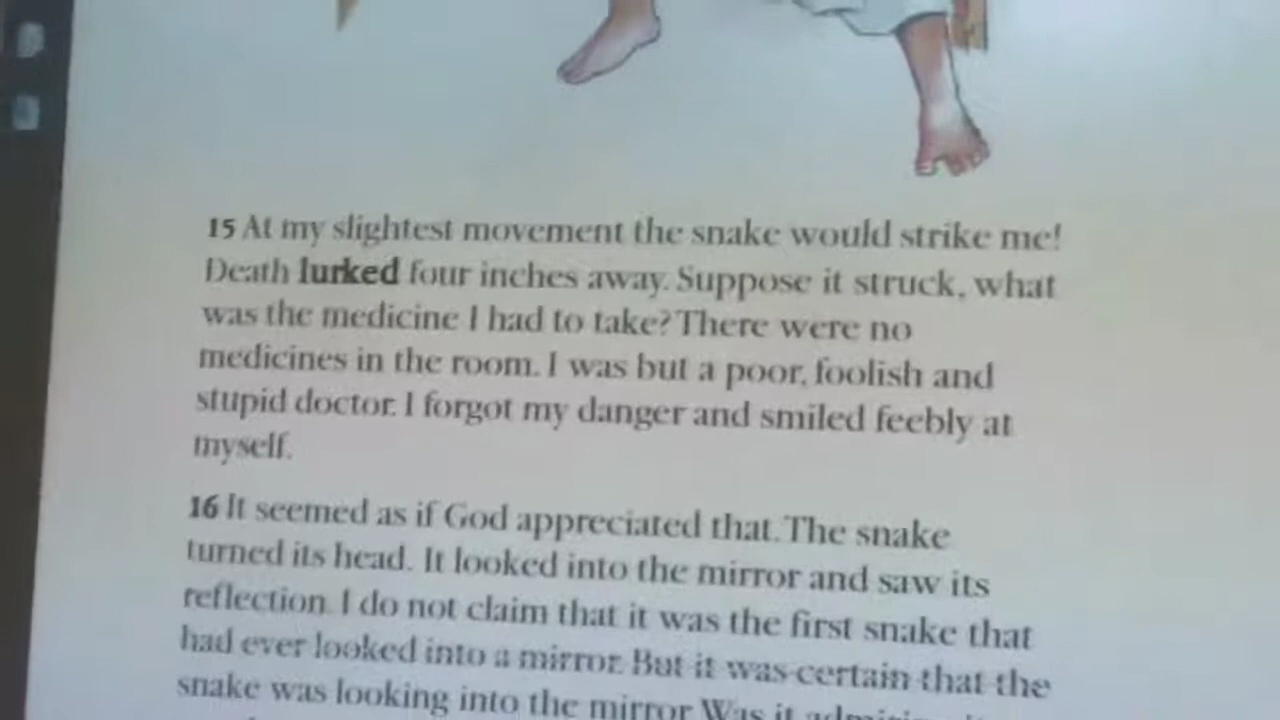 15 At my slightest movement the snake would strike me!
Death lurked four inches away. Suppose it struck, what
was the medicine I had to take? There were no
medicines in the room. I was but a poor, foolish and
stupid doctor. I forgot my danger and smiled feebly at
myself.
16 It seemed as if God appreciated that. The snake
turned its head. It looked into the mirror and saw its
reflection. I do not claim that it was the first snake that
had ever looked into a mirror. But it was certain that the
snake was looking into the mirror. Was it